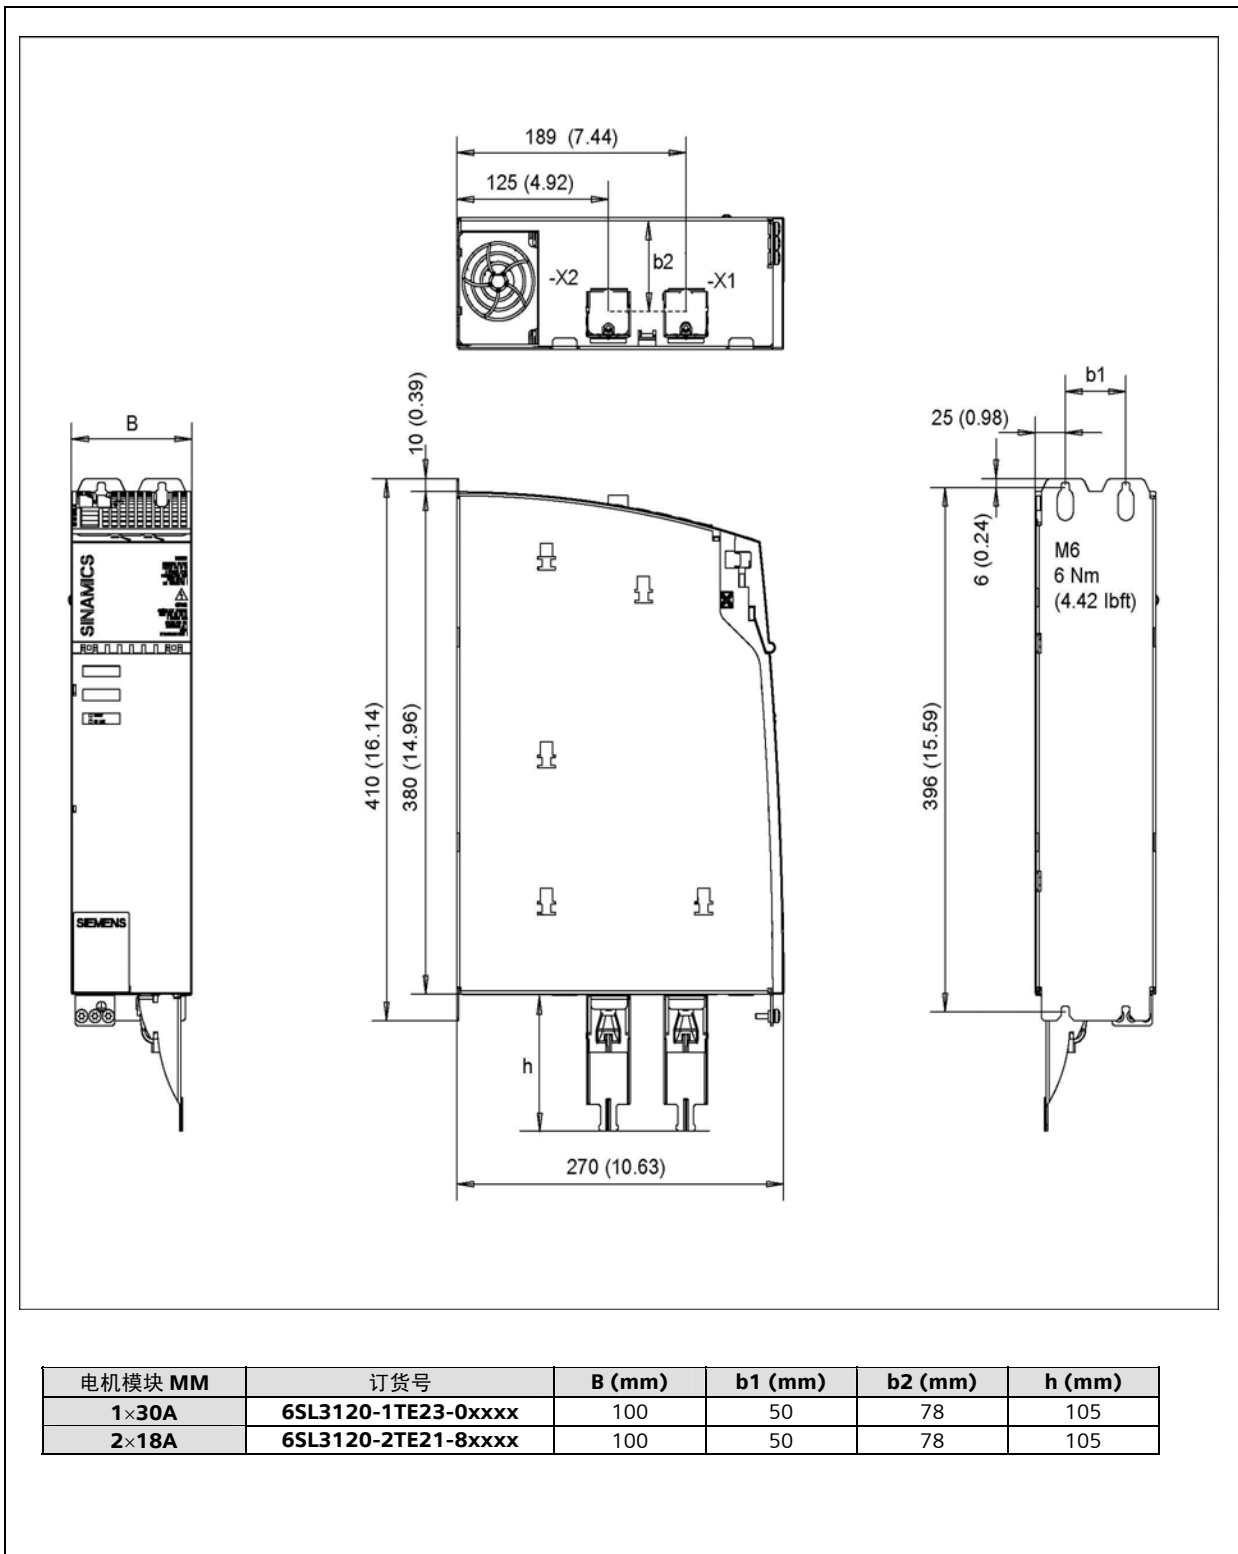 189 (7.44)
125 (4.92)
b2
-X2
-X1
B
10 (0.39)
b1
25 (0.98)
6 (0.24)
M6
6 Nm
(4.42 lbft)
SINAMICS
410 (16.14)
380 (14.96)
396 (15.59)
SIEMENS
h
270 (10.63)
电机模块 MM 订货号 B (mm) b1 (mm) b2 (mm) h (mm)
1×30A 6SL3120-1TE23-0xxxx 100 50 78 105
2×18A 6SL3120-2TE21-8xxxx 100 50 78 105